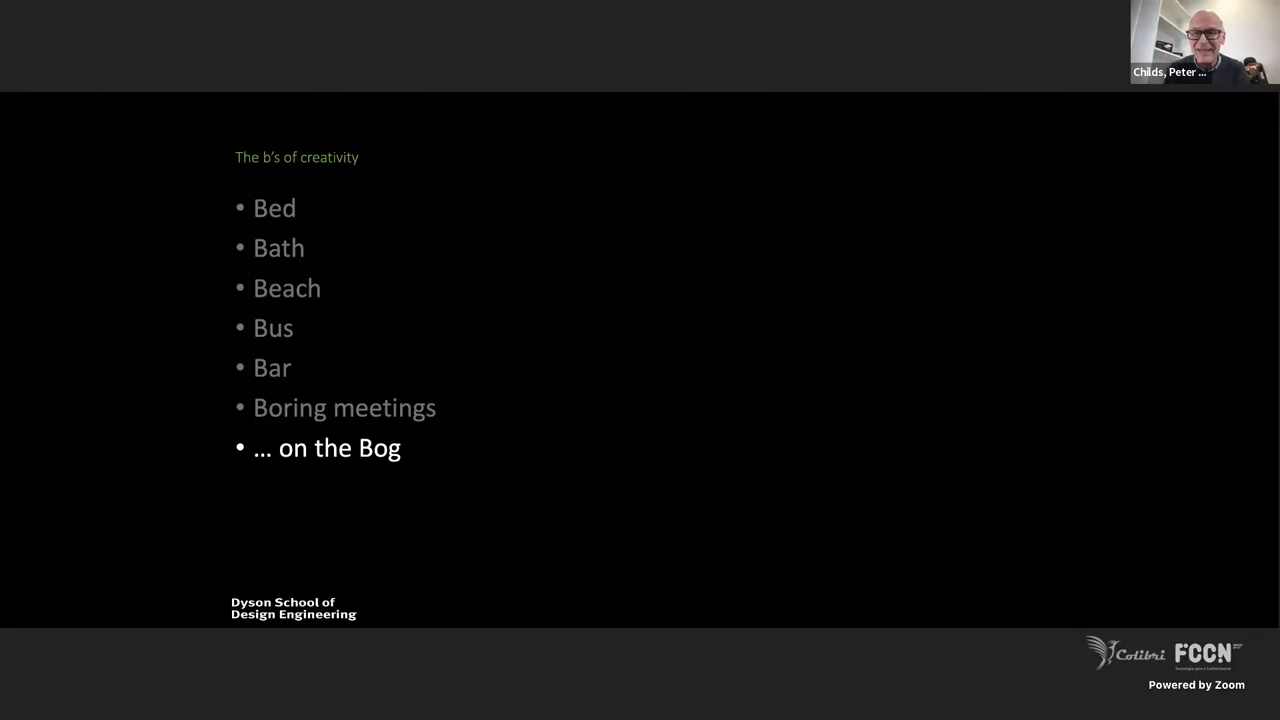 Childs, Peter ...
The b's of creativity
• Bed
• Bath
• Beach
• Bus
• Bar
• Boring meetings
• ... on the Bog
Dyson School of
Design Engineering
Colibri FCCN
Powered by Zoom